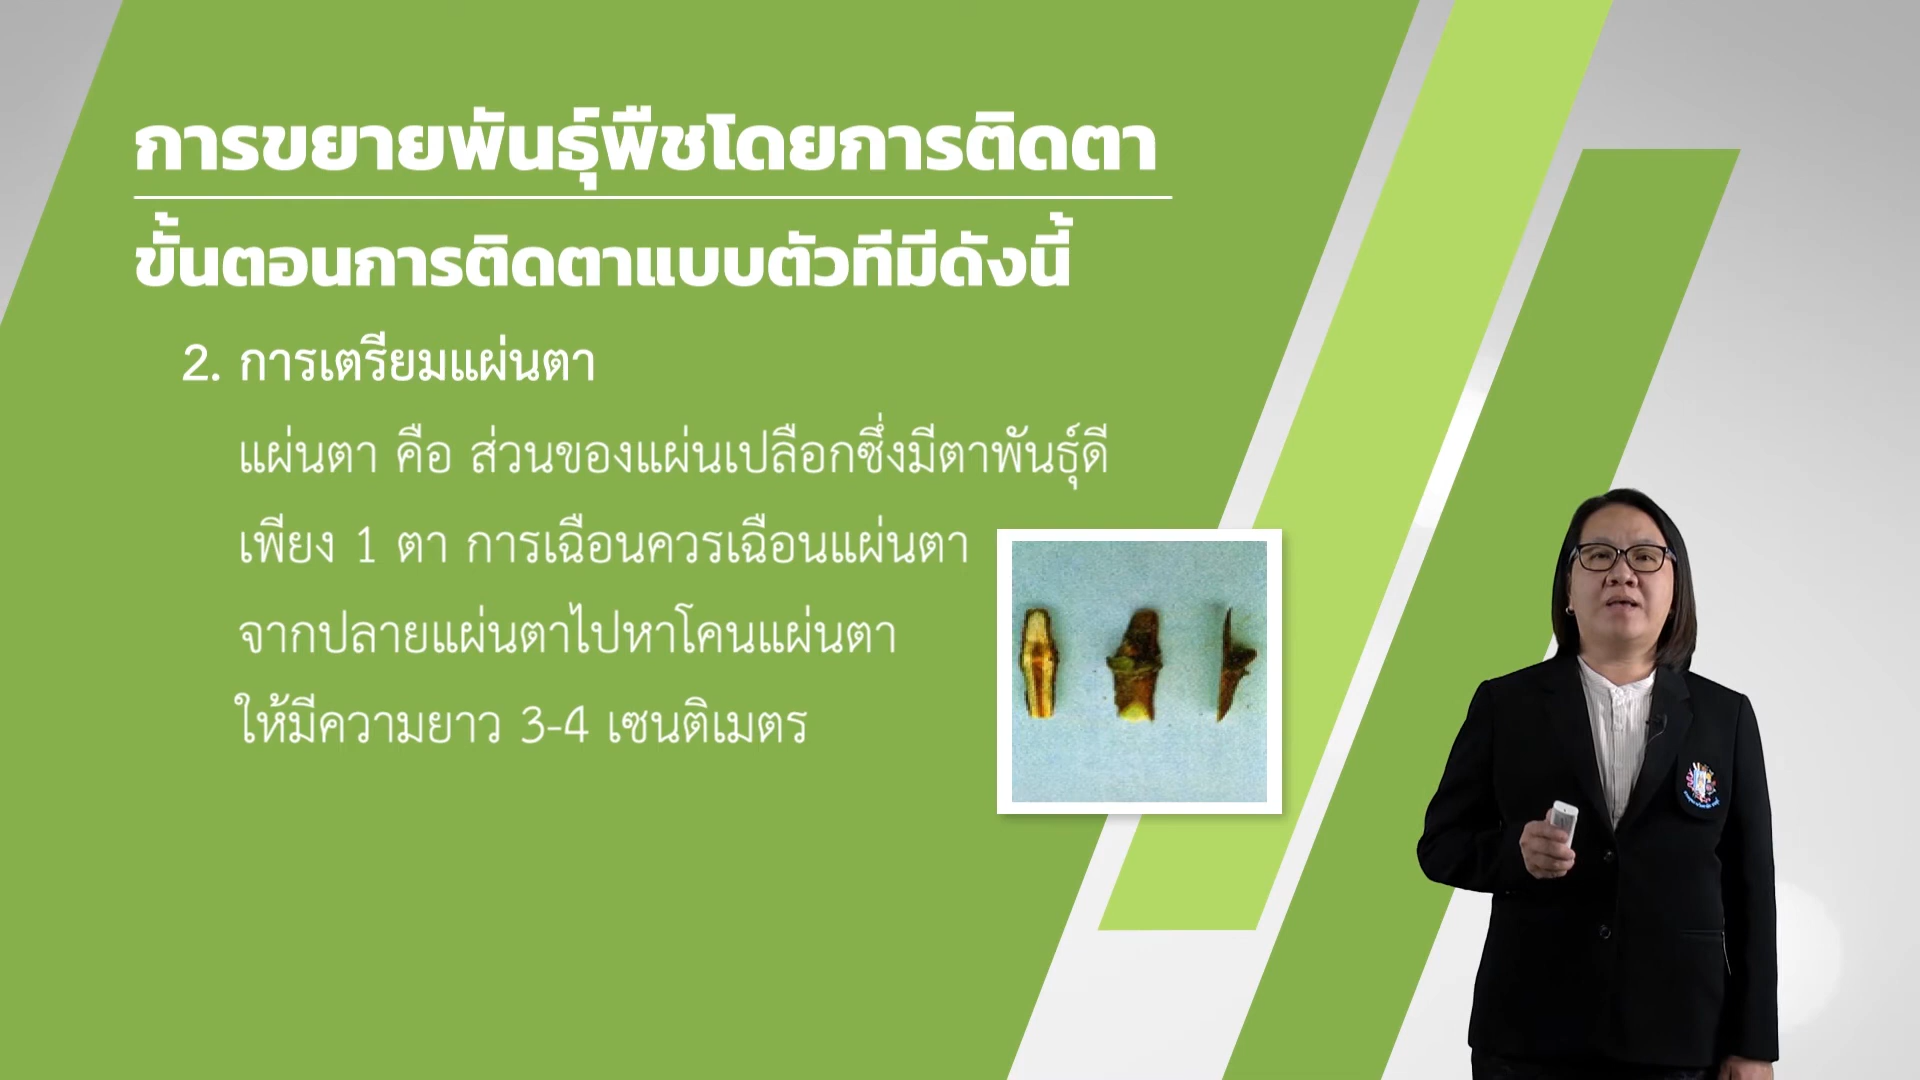 การขยายพันธุ์พืชโดยการติดตา
ขั้นตอนการติดตาแบบตัวทีมีดังนี้
2. การเตรียมแผ่นตา
แผ่นตา คือ ส่วนของแผ่นเปลือกซึ่งมีตาพันธุ์ดี
เพียง 1 ตา การเฉือนควรเฉือนแผ่นตา
จากปลายแผ่นตาไปหาโคนแผ่นตา
ให้มีความยาว 3-4 เซนติเมตร